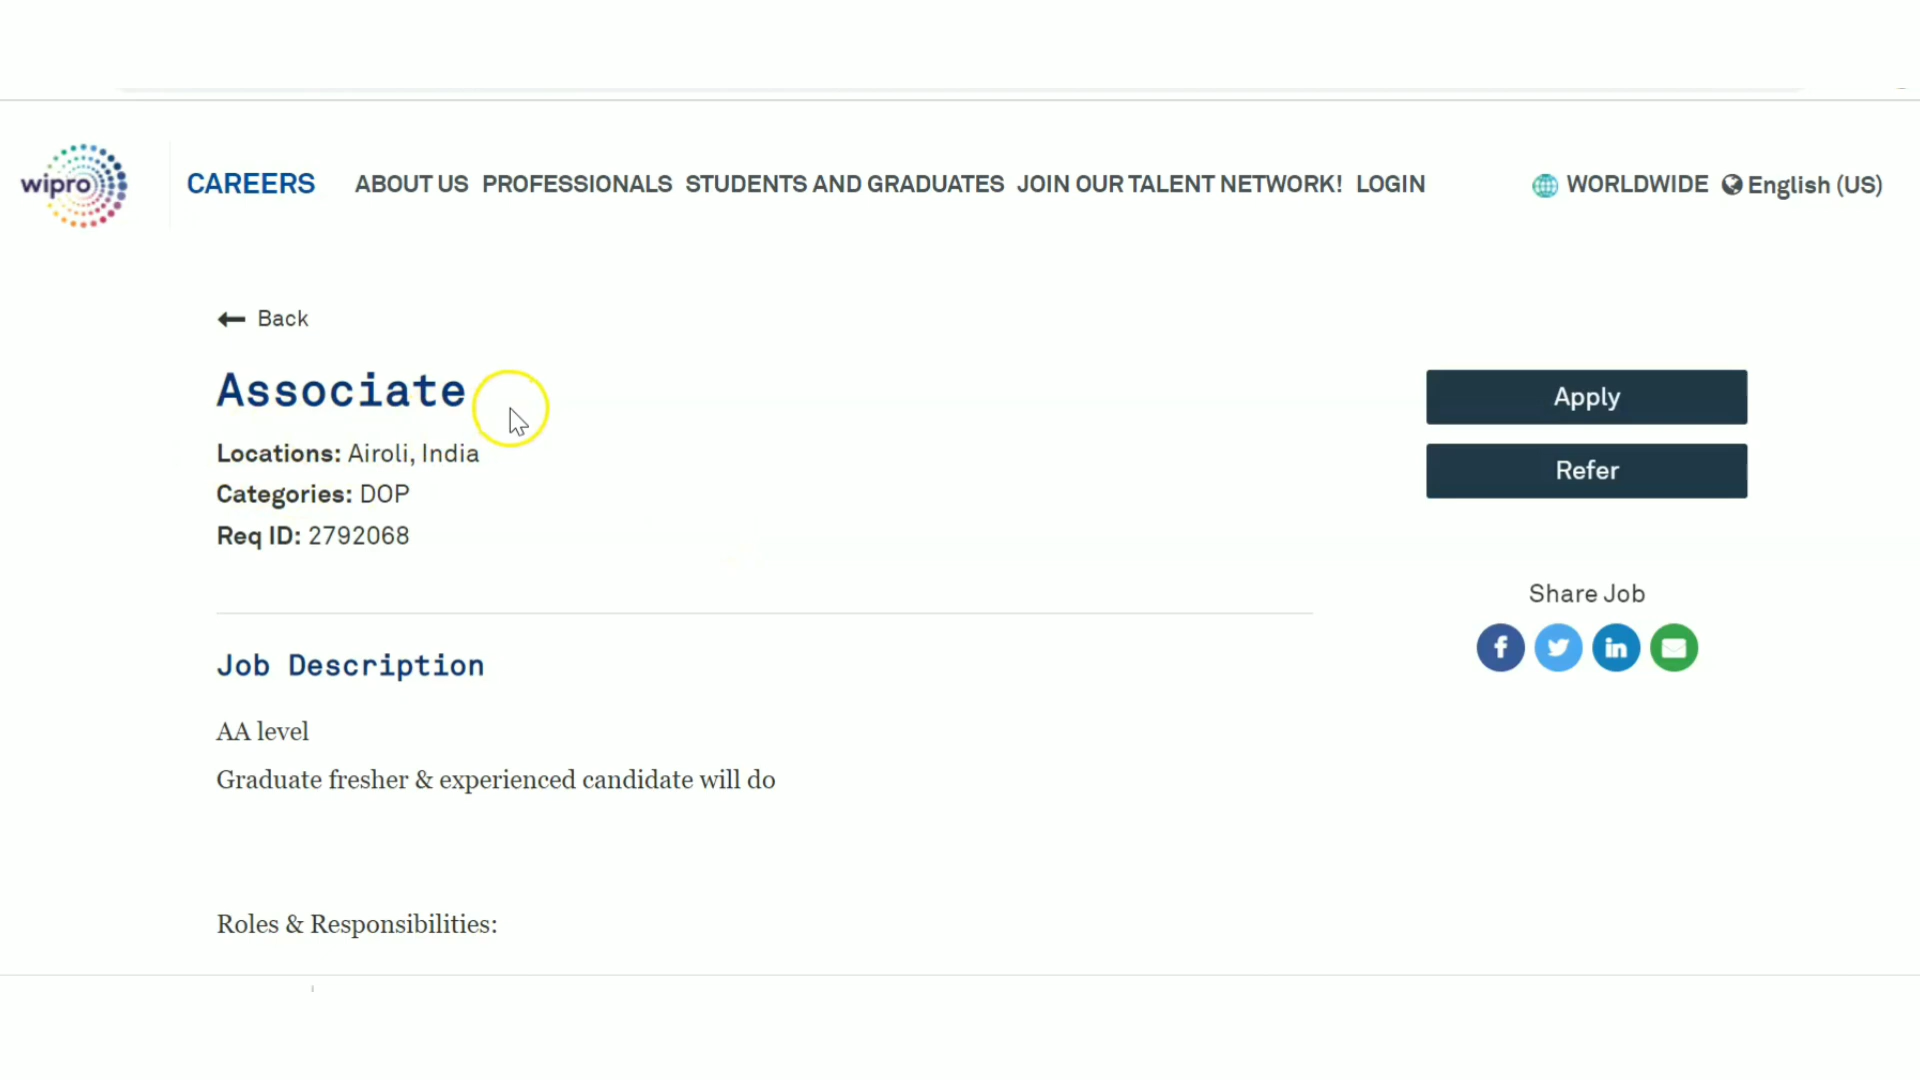 wipro
CAREERS ABOUT US PROFESSIONALS STUDENTS AND GRADUATES JOIN OUR TALENT NETWORK! LOGIN WORLDWIDE English (US)
Back
Associate
Apply
Locations: Airoli, India
Refer
Categories: DOP
Req ID: 2792068
Share Job
Job Description
AA level
Graduate fresher & experienced candidate will do
Roles & Responsibilities: